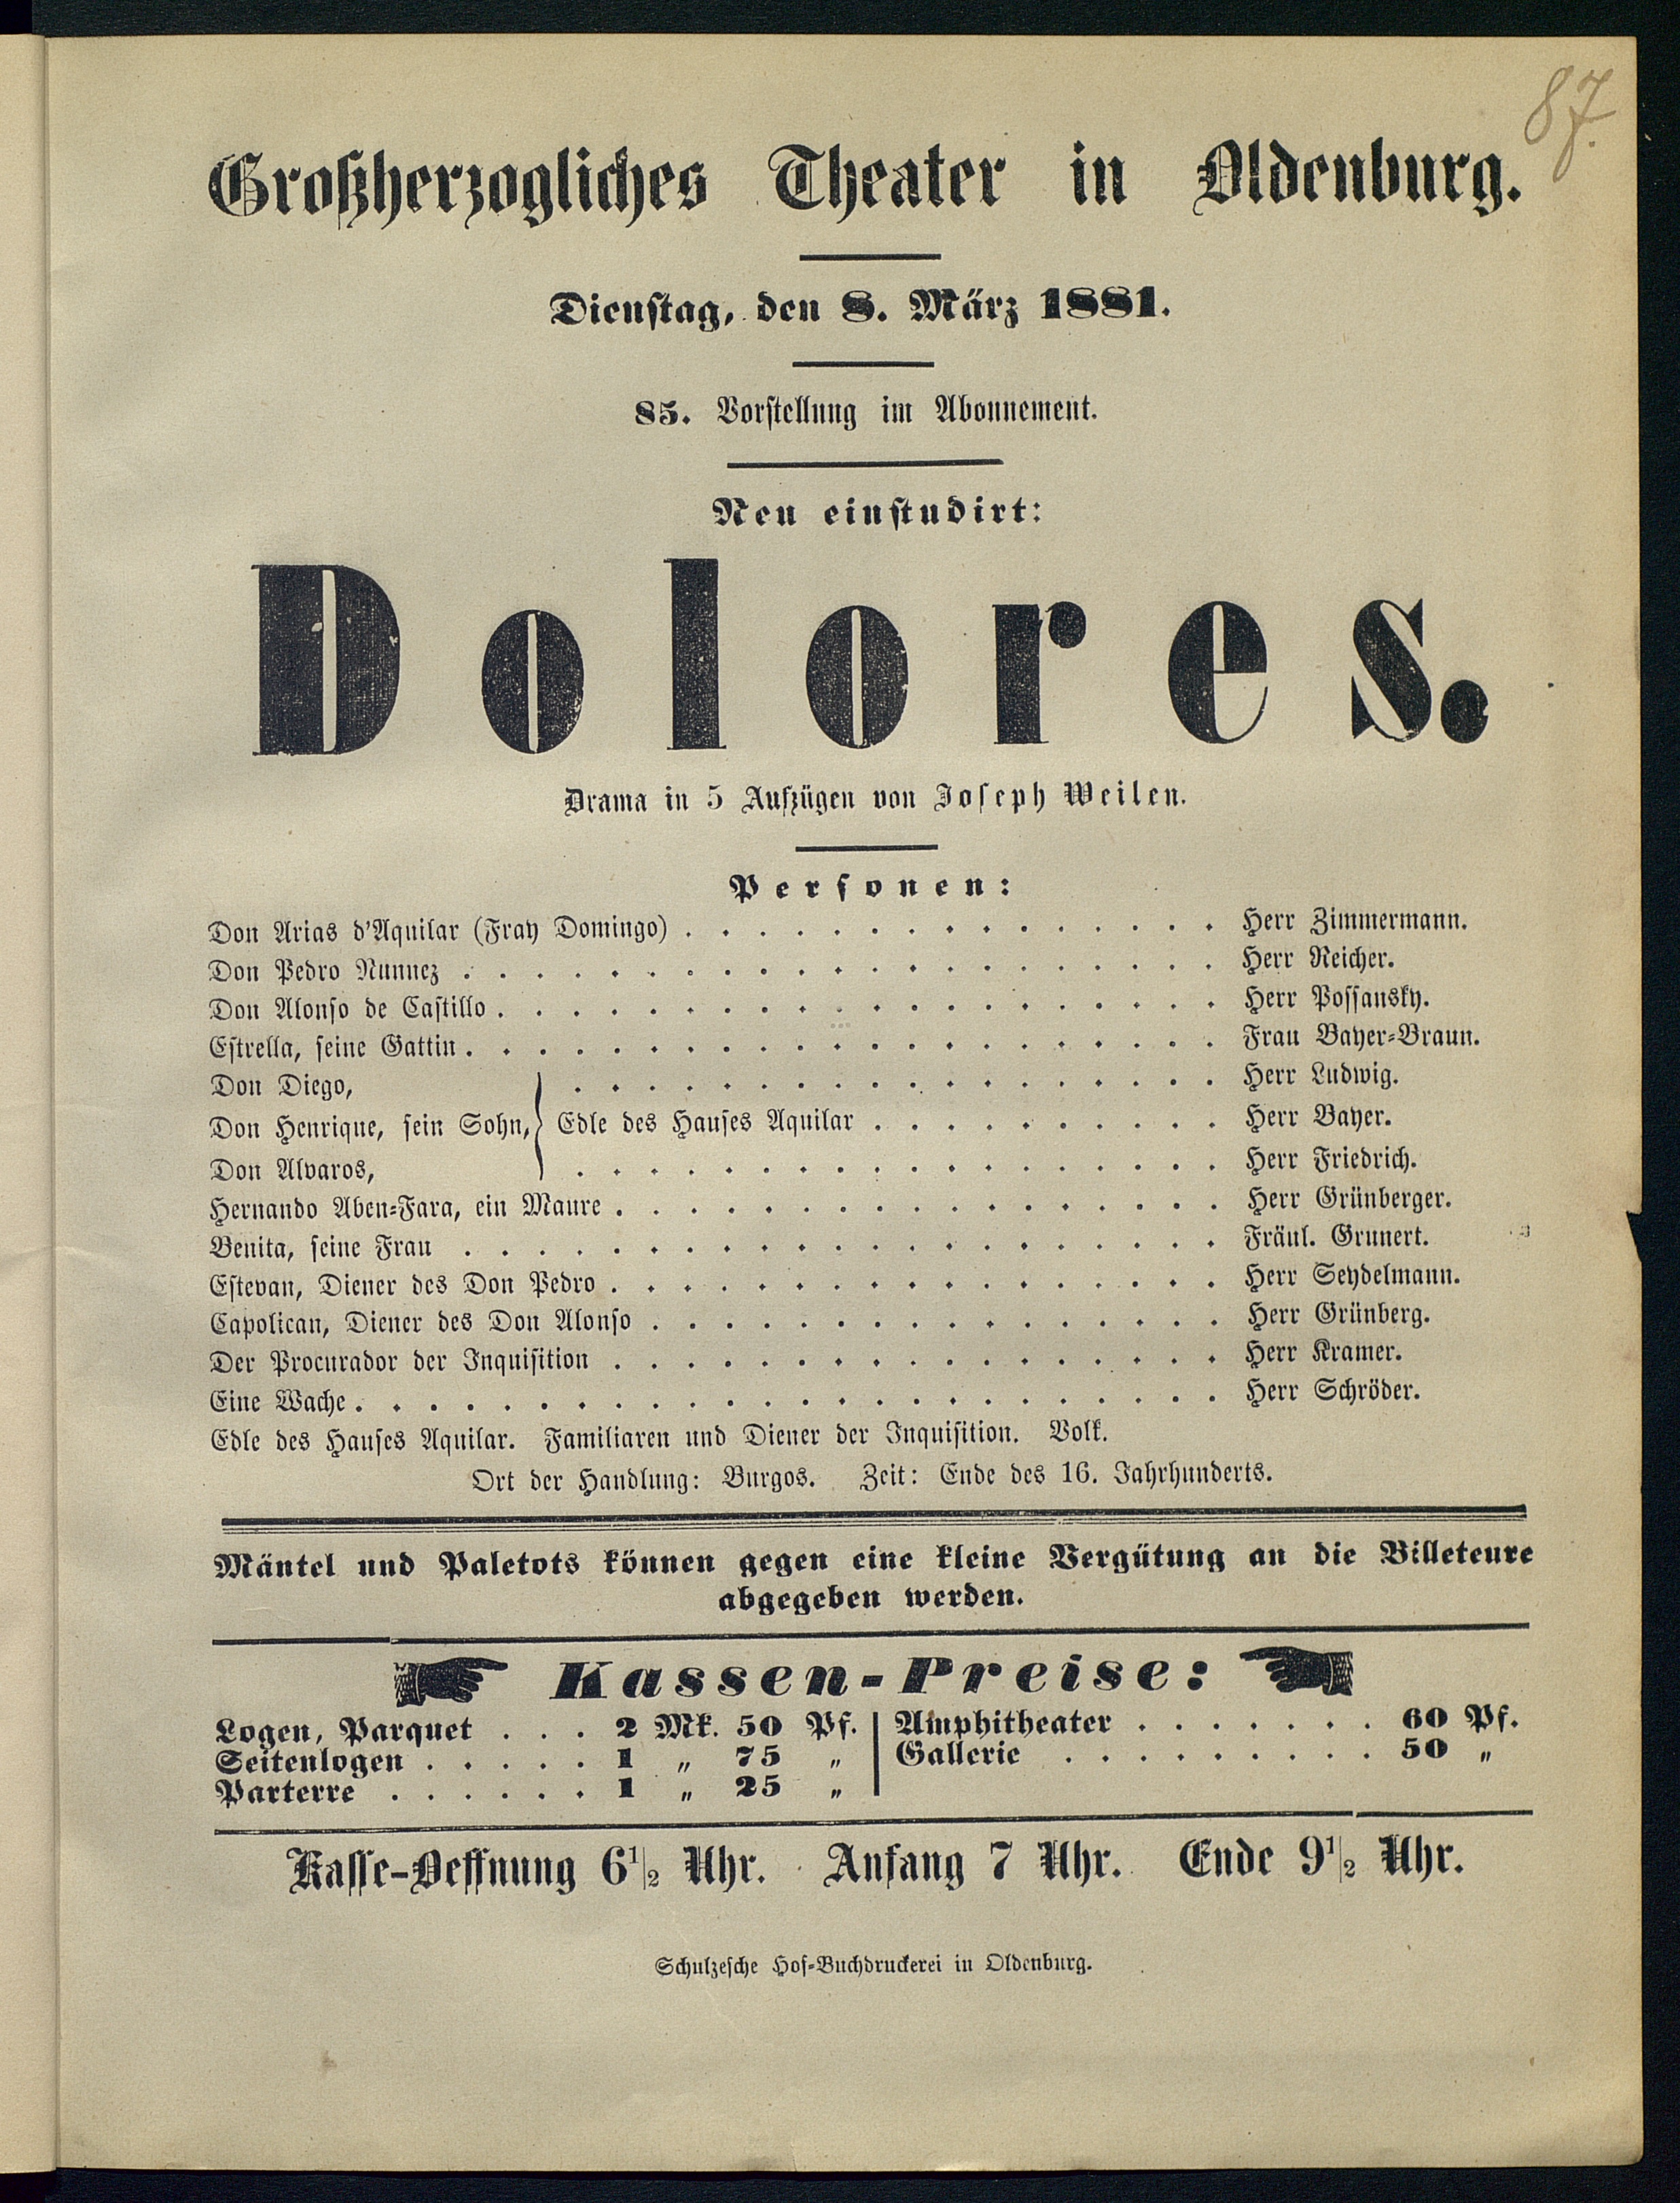 87.
Großherzogliches Theater in Oldenburg.
Dienstag, den 8. März 1881.
85. Vorstellung im Abonnement.
Neu einstudirt:
Dolores.
Drama in 5 Aufzügen von Joseph Weilen.
Personen:
Don Arias d'Aquilar (Fray Domingo) . . . . . . . . . . . . . . . Herr Zimmermann.
Don Pedro Nunnez . . . . . . . . . . . . . . . . . . . . . Herr Reicher.
Don Alonso de Castillo . . . . . . . . . . . . . . . . . . . . Herr Possansky.
Estrella, seine Gattin . . . . . . . . . . . . . . . . . . . . . Frau Bayer-Braun.
Don Diego, . . . . . . . . . . . . . . . . . . Herr Ludwig.
Don Henrique, sein Sohn, } Edle des Hauses Aquilar . . . . . . . . . . Herr Bayer.
Don Alvaros, . . . . . . . . . . . . . . . . . . Herr Friedrich.
Hernando Aben-Fara, ein Maure . . . . . . . . . . . . . . . . . Herr Grünberger.
Benita, seine Frau . . . . . . . . . . . . . . . . . . . . . Fräul. Grunert.
Estevan, Diener des Don Pedro . . . . . . . . . . . . . . . . . Herr Seydelmann.
Capolican, Diener des Don Alonso . . . . . . . . . . . . . . . . Herr Grünberg.
Der Procurador der Inquisition . . . . . . . . . . . . . . . . . Herr Kramer.
Eine Wache . . . . . . . . . . . . . . . . . . . . . . . . Herr Schröder.
Edle des Hauses Aquilar. Familiaren und Diener der Inquisition. Volk.
Ort der Handlung: Burgos. Zeit: Ende des 16. Jahrhunderts.
Mäntel und Paletots können gegen eine kleine Vergütung an die Billeteure
abgegeben werden.
Kassen-Preise:
Logen, Parquet . . . 2 Mk. 50 Pf.
Seitenlogen . . . . . 1 " 75 "
Parterre . . . . . . 1 " 25 "
Amphitheater . . . . . . . 60 Pf.
Gallerie . . . . . . . . . 50 "
Kasse-Oeffnung 6 1/2 Uhr. Anfang 7 Uhr. Ende 9 1/2 Uhr.
Schulzesche Hof-Buchdruckerei in Oldenburg.